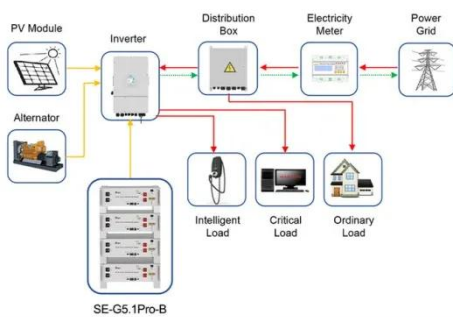 PV Module
Inverter
Distribution
Box
Electricity
Meter
Power
Grid
Alternator
Intelligent
Load
Critical
Load
Ordinary
Load
SE-G5.1Pro-B